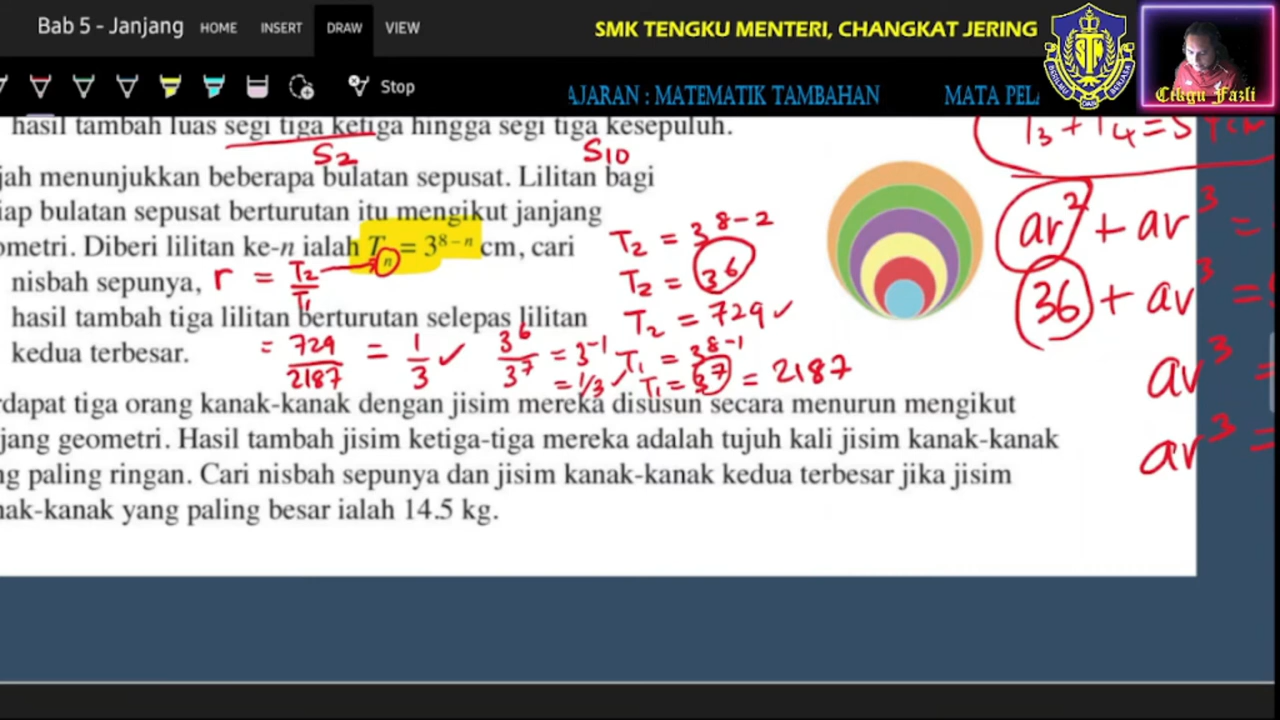 Bab 5 - Janjang HOME INSERT DRAW VIEW
SMK TENGKU MENTERI, CHANGKAT JERING
Stop
AJARAN : MATEMATIK TAMBAHAN MATA PELA
Cikgu Fazli
hasil tambah luas segi tiga ketiga hingga segi tiga kesepuluh.
S2 S10
T3 + T4 = 54cm
jah menunjukkan beberapa bulatan sepusat. Lilitan bagi
iap bulatan sepusat berturutan itu mengikut janjang
ometri. Diberi lilitan ke-n ialah Tn = 3^8 – n cm, cari
nisbah sepunya, r = T2/T1
hasil tambah tiga lilitan berturutan selepas lilitan
kedua terbesar.
= 729/2187 = 1/3 ✓
3^6/3^7 = 3^-1
= 1/3 ✓
T2 = 3^8-2
T2 = 3^6
T2 = 729 ✓
T1 = 3^8-1
T1 = 3^7 = 2187
ar^2 + ar^3 =
36 + ar^3 =
ar^3 =
ar^3 =
rdapat tiga orang kanak-kanak dengan jisim mereka disusun secara menurun mengikut
jang geometri. Hasil tambah jisim ketiga-tiga mereka adalah tujuh kali jisim kanak-kanak
ng paling ringan. Cari nisbah sepunya dan jisim kanak-kanak kedua terbesar jika jisim
nak-kanak yang paling besar ialah 14.5 kg.